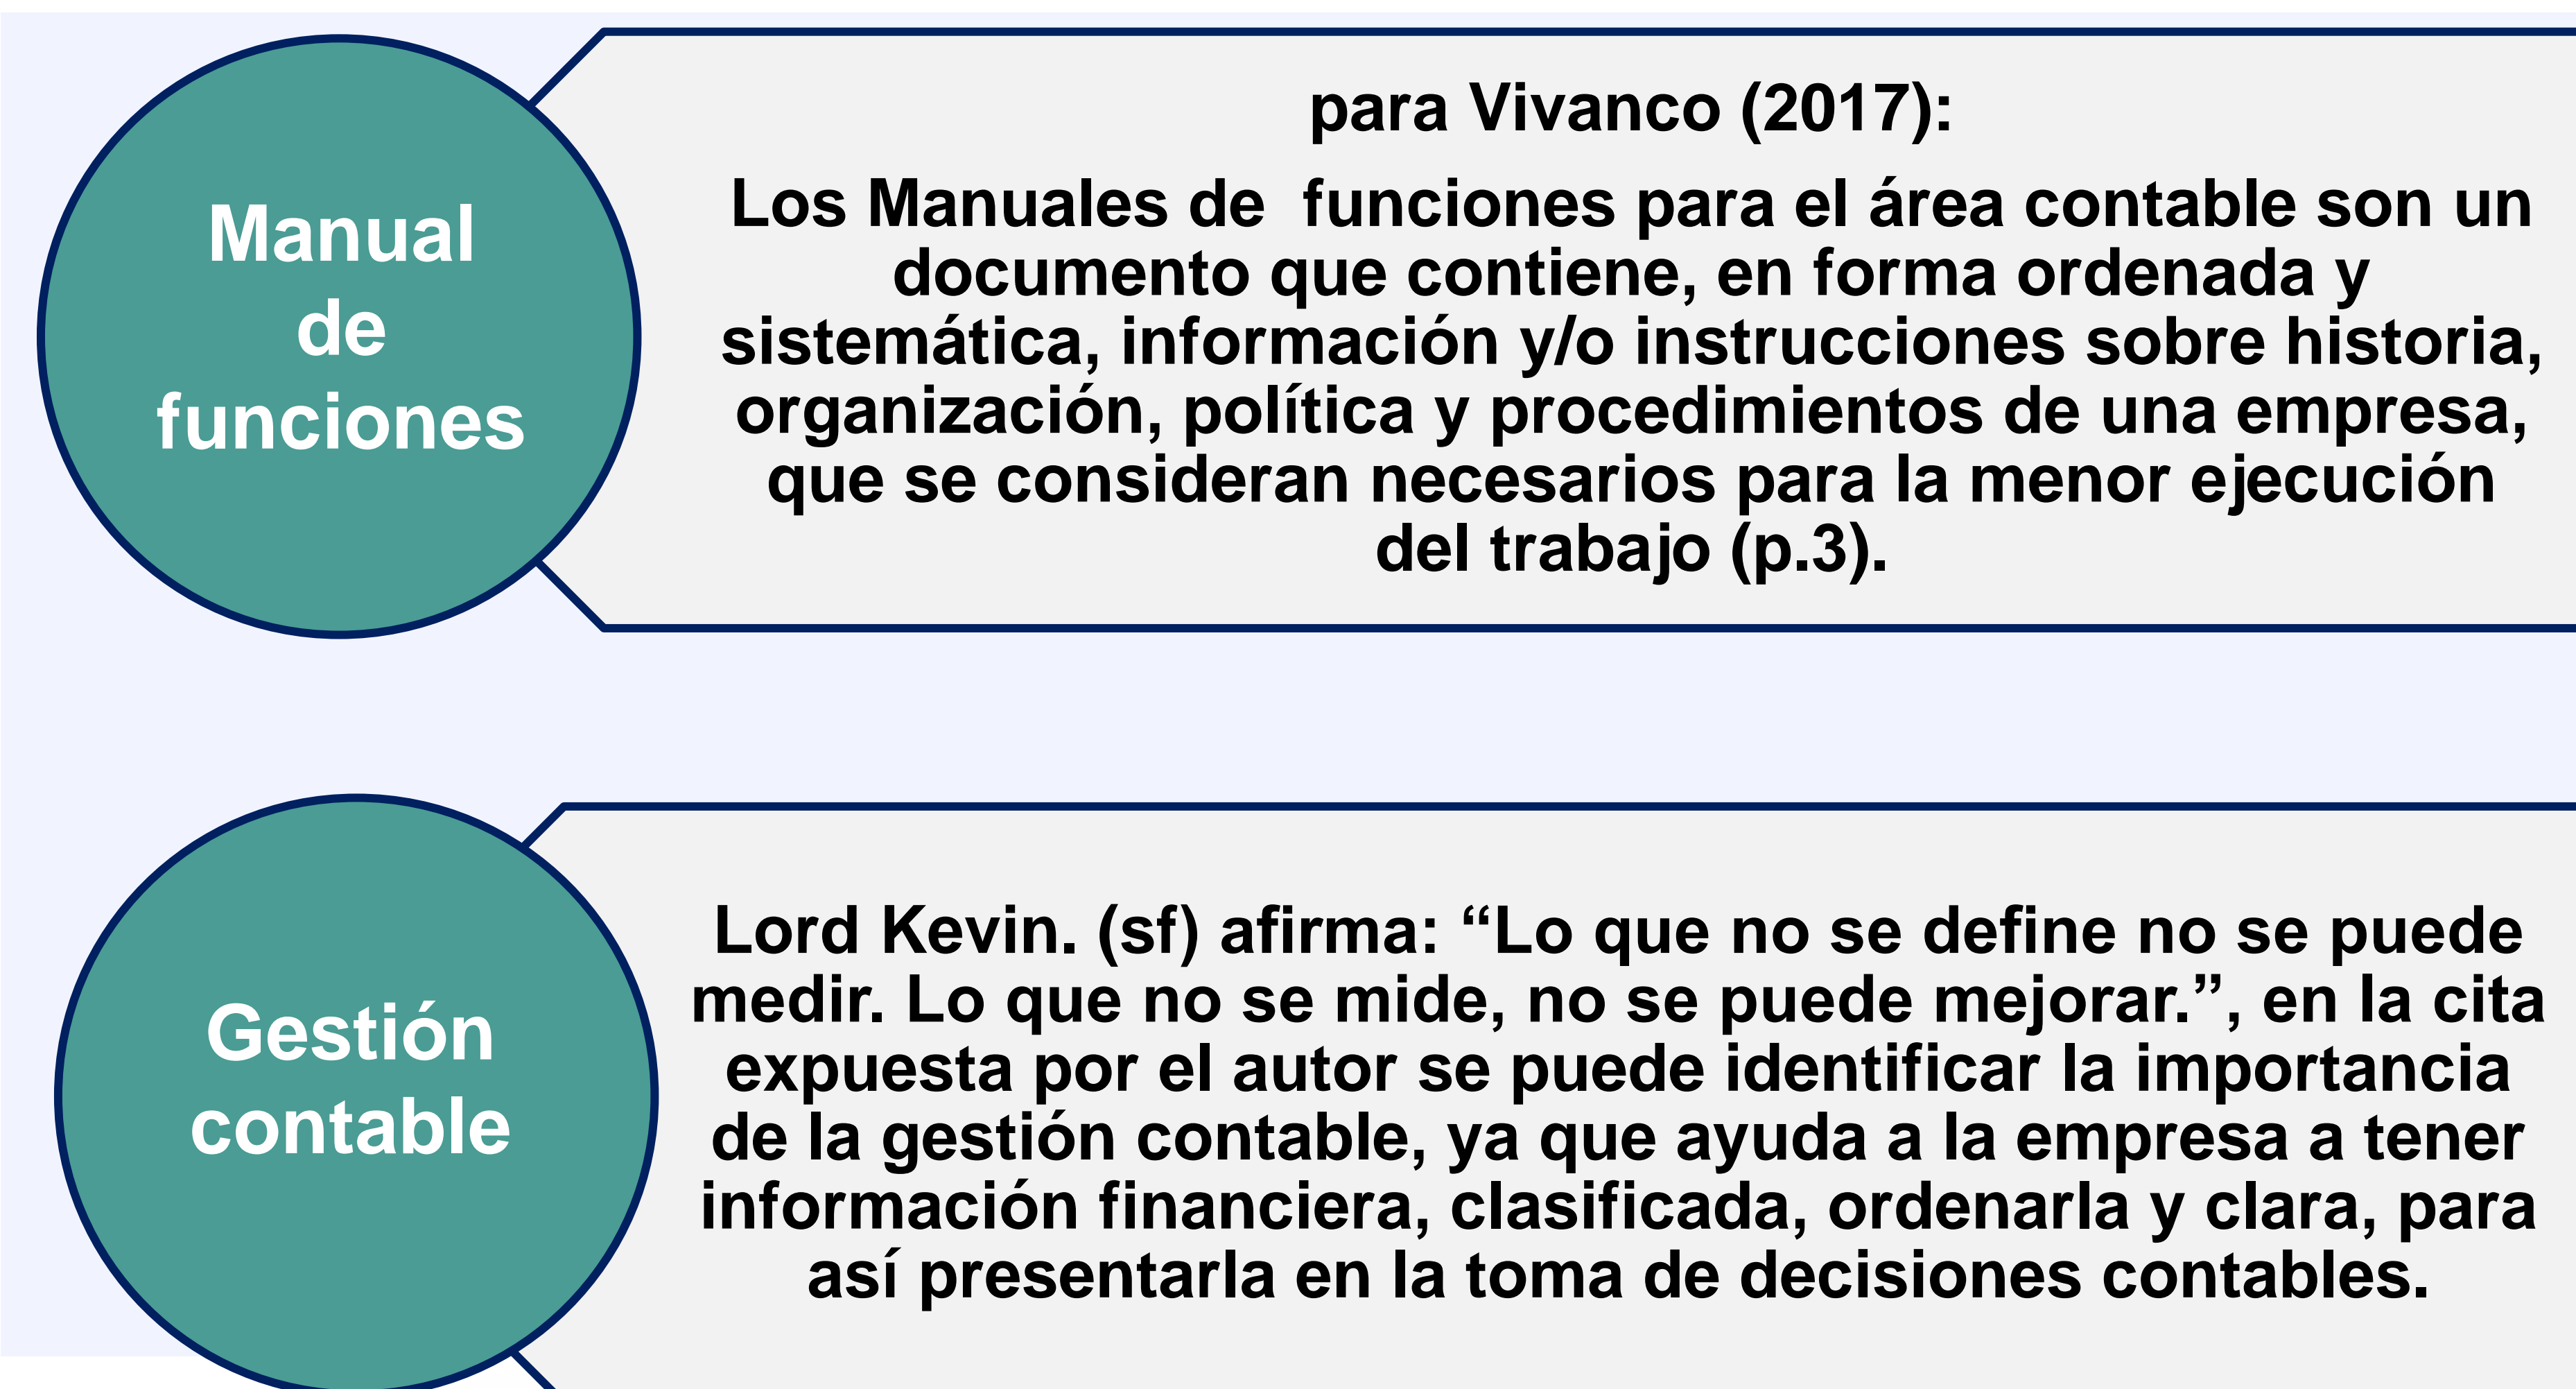 Manual
de
funciones
para Vivanco (2017):
Los Manuales de  funciones para el área contable son un
documento que contiene, en forma ordenada y
sistemática, información y/o instrucciones sobre historia,
organización, política y procedimientos de una empresa,
que se consideran necesarios para la menor ejecución
del trabajo (p.3).
Gestión
contable
Lord Kevin. (sf) afirma: “Lo que no se define no se puede
medir. Lo que no se mide, no se puede mejorar.”, en la cita
expuesta por el autor se puede identificar la importancia
de la gestión contable, ya que ayuda a la empresa a tener
información financiera, clasificada, ordenarla y clara, para
así presentarla en la toma de decisiones contables.